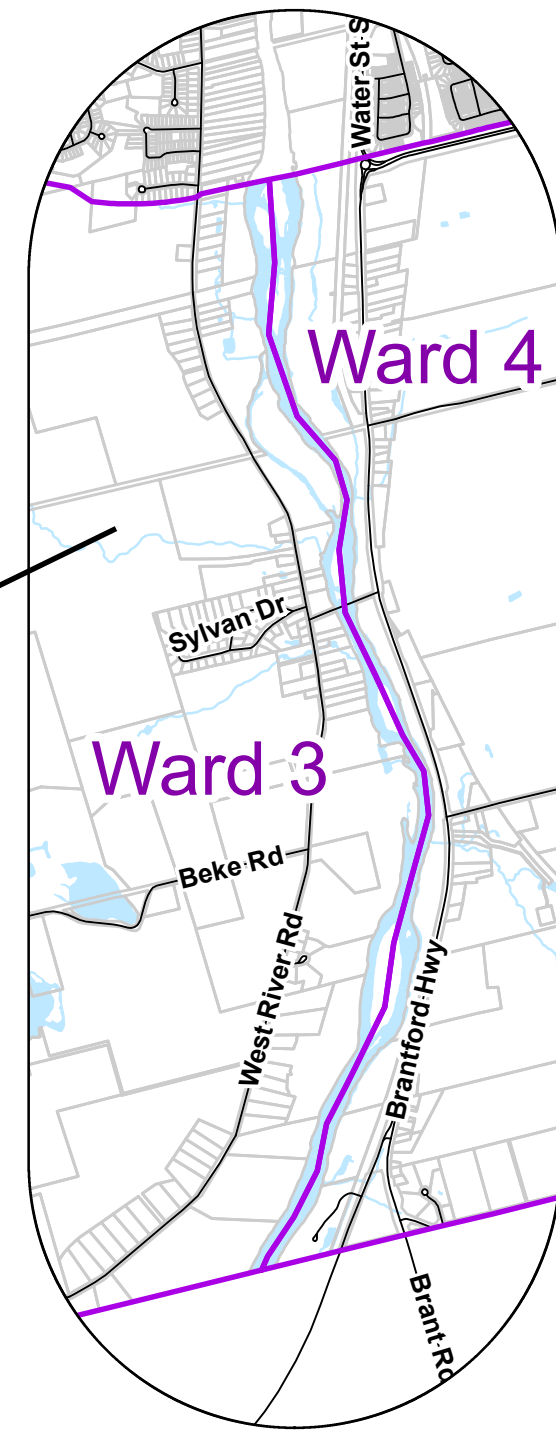 Water St S
Ward 4
Sylvan Dr
Ward 3
Beke Rd
West River Rd
Brantford Hwy
Brant Rd